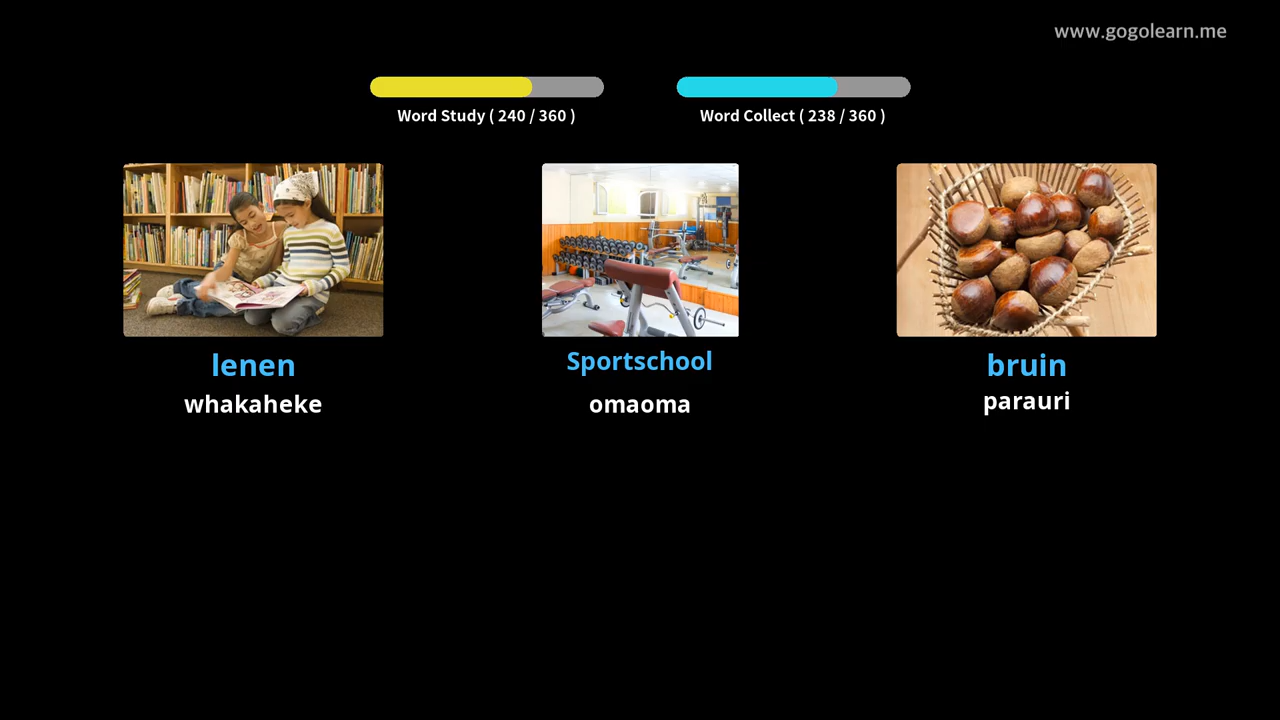 www.gogolearn.me
Word Study ( 240 / 360 )
Word Collect ( 238 / 360 )
lenen
whakaheke
Sportschool
omaoma
bruin
parauri